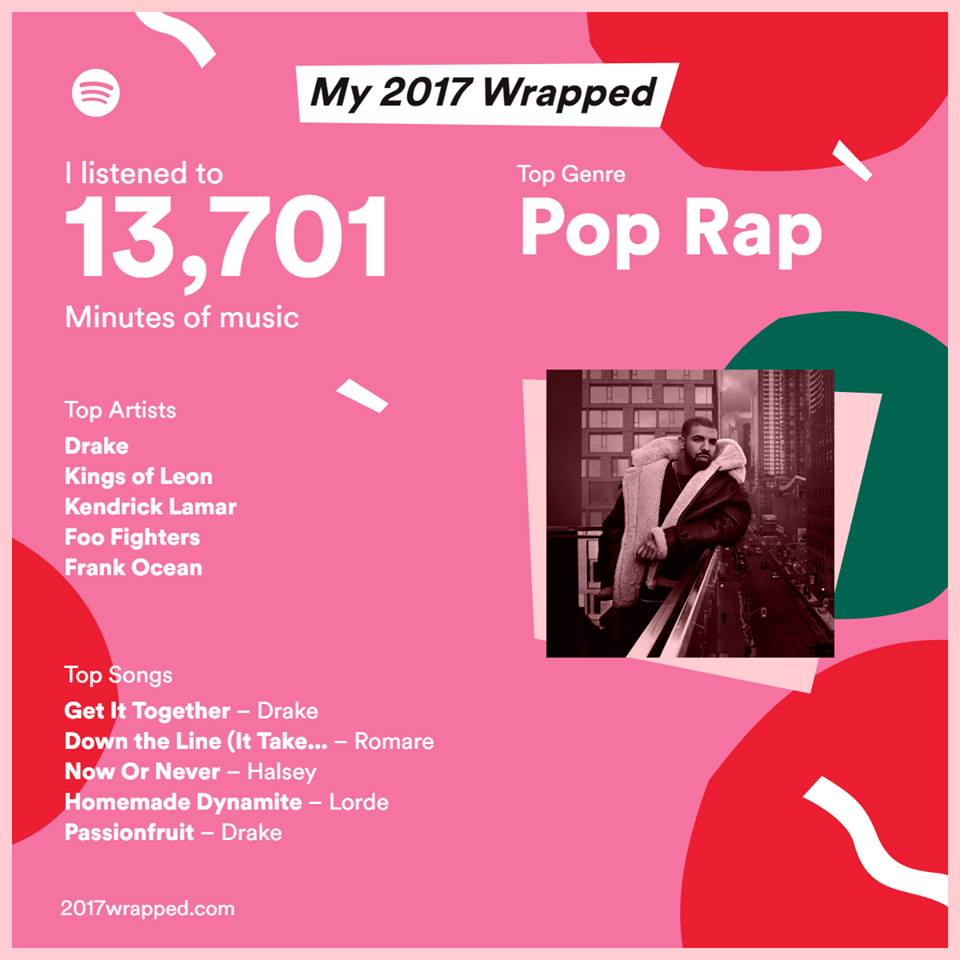 My 2017 Wrapped
I listened to
13,701
Minutes of music
Top Genre
Pop Rap
Top Artists
Drake
Kings of Leon
Kendrick Lamar
Foo Fighters
Frank Ocean
Top Songs
Get It Together – Drake
Down the Line (It Take... – Romare
Now Or Never – Halsey
Homemade Dynamite – Lorde
Passionfruit – Drake
2017wrapped.com